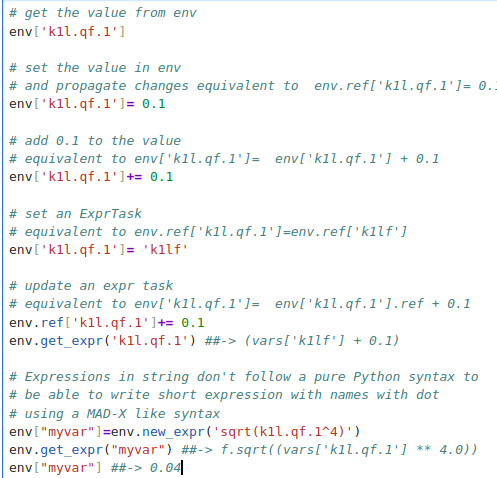 # get the value from env
env['k1l.qf.1']
# set the value in env
# and propagate changes equivalent to  env.ref['k1l.qf.1']= 0.1
env['k1l.qf.1']= 0.1
# add 0.1 to the value
# equivalent to env['k1l.qf.1']=  env['k1l.qf.1'] + 0.1
env['k1l.qf.1']+= 0.1
# set an ExprTask
# equivalent to env.ref['k1l.qf.1']=env.ref['k1lf']
env['k1l.qf.1']= 'k1lf'
# update an expr task
# equivalent to env['k1l.qf.1']=  env['k1l.qf.1'].ref + 0.1
env.ref['k1l.qf.1']+= 0.1
env.get_expr('k1l.qf.1') ##-> (vars['k1lf'] + 0.1)
# Expressions in string don't follow a pure Python syntax to
# be able to write short expression with names with dot
# using a MAD-X like syntax
env["myvar"]=env.new_expr('sqrt(k1l.qf.1^4)')
env.get_expr("myvar") ##-> f.sqrt((vars['k1l.qf.1'] ** 4.0))
env["myvar"] ##-> 0.04